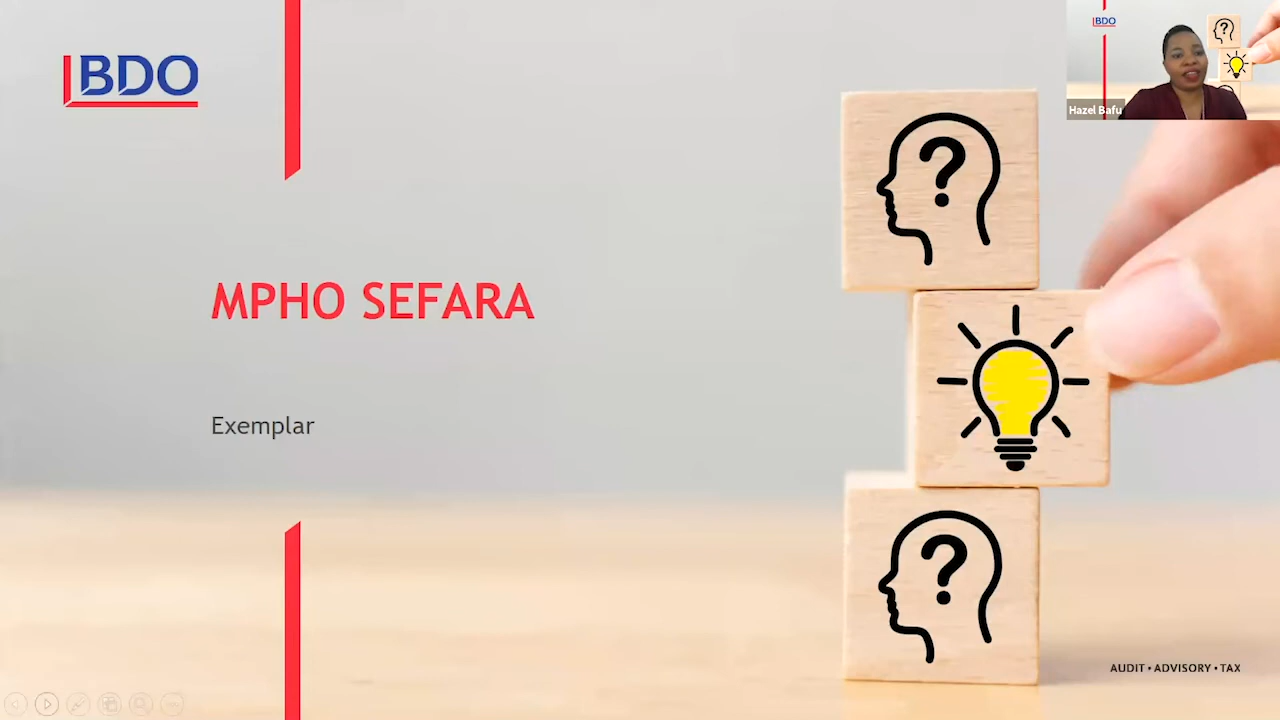 BDO
BDO
Hazel Bafu
?
MPHO SEFARA
Exemplar
?
AUDIT • ADVISORY • TAX